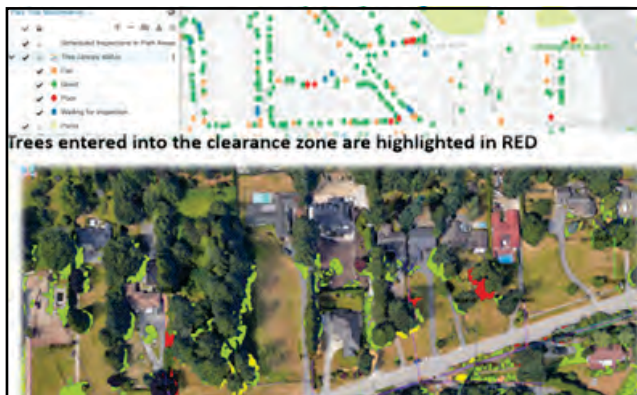 Scheduled Inspections in Park Areas
Tree Canopy Status
Fair
Good
Poor
Waiting for Inspection
Parks
Trees entered into the clearance zone are highlighted in RED